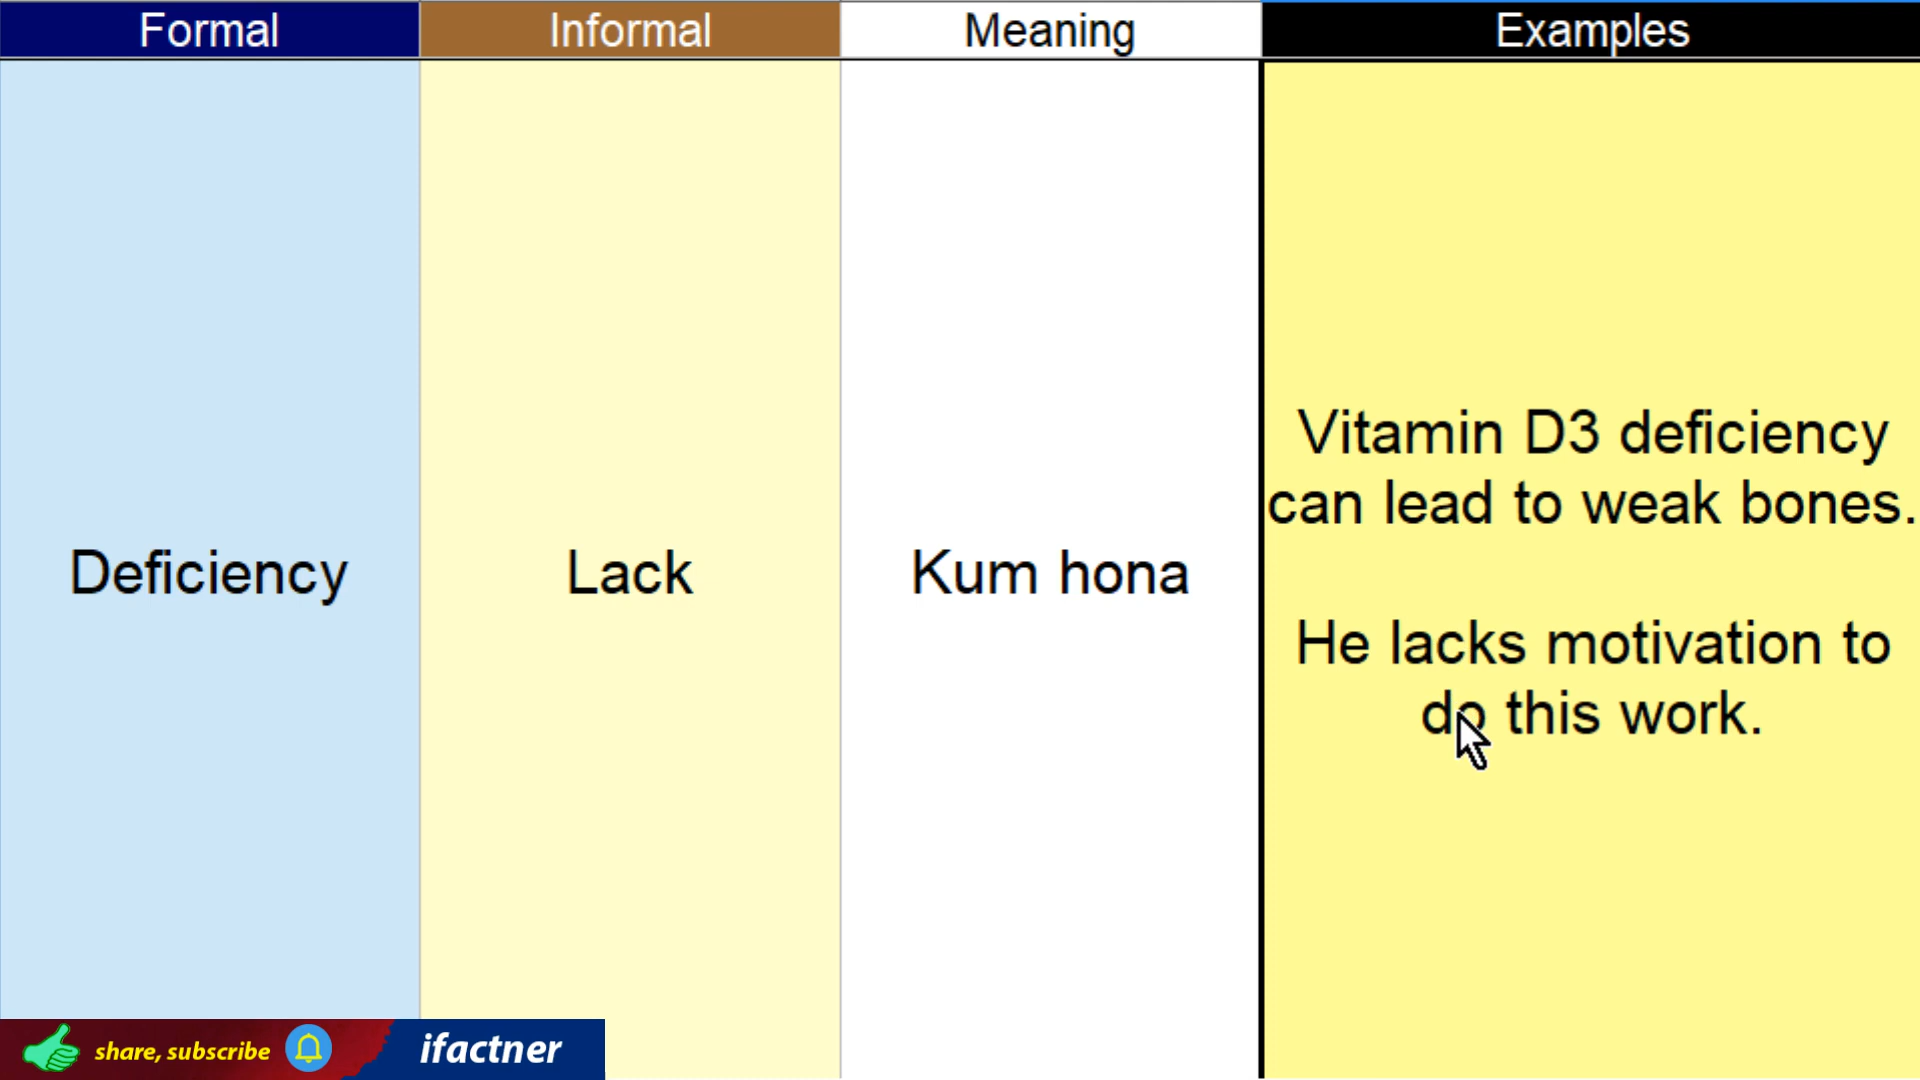 Formal Informal Meaning Examples
Deficiency
Lack
Kum hona
Vitamin D3 deficiency
can lead to weak bones.
He lacks motivation to
do this work.
share, subscribe
ifactner